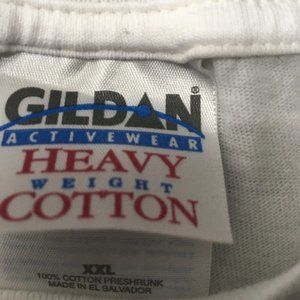 GILDAN®
ACTIVEWEAR
HEAVY
WEIGHT
COTTON
XXL
100% COTTON PRESHRUNK
MADE IN EL SALVADOR